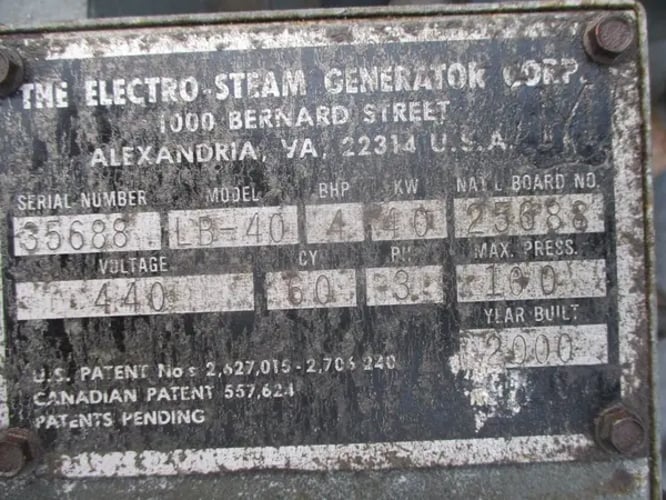 THE ELECTRO-STEAM GENERATOR CORP.
1000 BERNARD STREET
ALEXANDRIA, VA, 22314 U.S.A.
SERIAL NUMBER MODEL BHP KW NAT'L BOARD NO.
35688 LB-40 4 40 25688
VOLTAGE CY PH MAX. PRESS.
440 60 3 100
YEAR BUILT
2000
U.S. PATENT Nos 2,627,015-2,706,240
CANADIAN PATENT 557,624
PATENTS PENDING